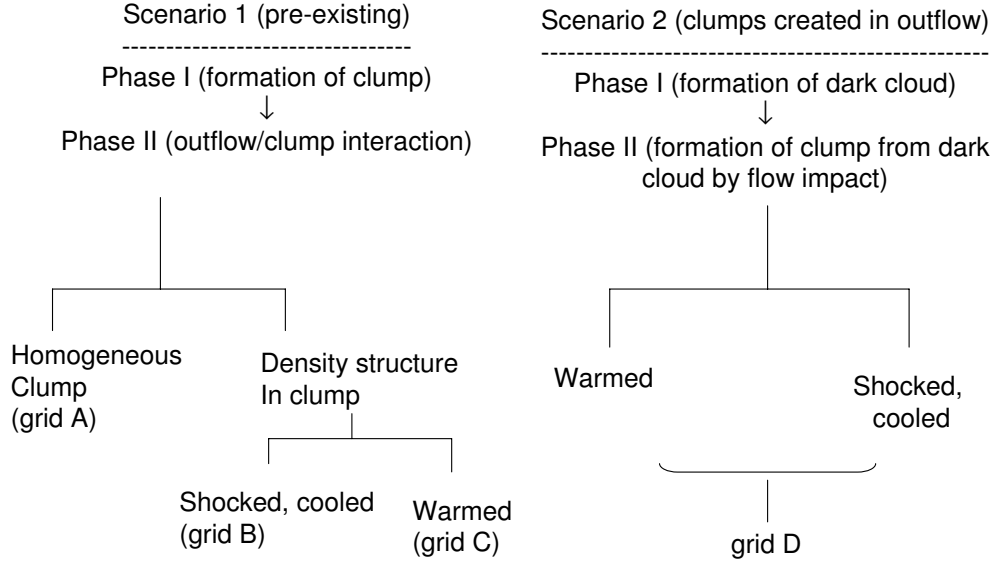 Scenario 1 (pre-existing)
---------------------------------
Phase I (formation of clump)
↓
Phase II (outflow/clump interaction)
Homogeneous
Clump
(grid A)
Density structure
In clump
Shocked, cooled
(grid B)
Warmed
(grid C)
Scenario 2 (clumps created in outflow)
---------------------------------------------------
Phase I (formation of dark cloud)
↓
Phase II (formation of clump from dark
cloud by flow impact)
Warmed
Shocked,
cooled
grid D